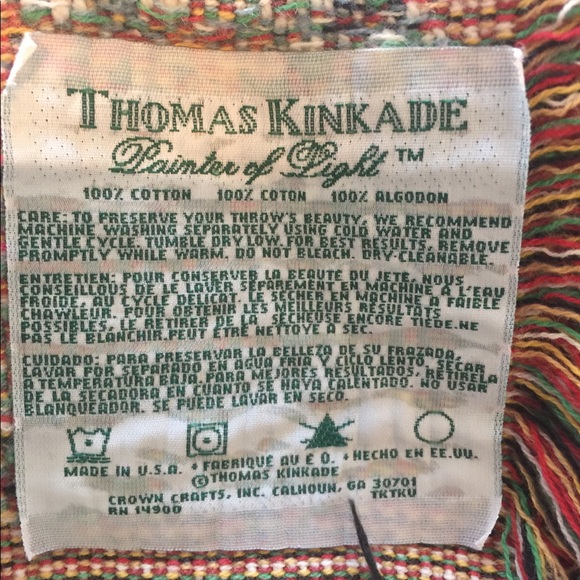 THOMAS KINKADE
Painter of Light™
100% COTTON 100% COTON 100% ALGODON
CARE: TO PRESERVE YOUR THROW'S BEAUTY, WE RECOMMEND
MACHINE WASHING SEPARATELY USING COLD WATER AND
GENTLE CYCLE. TUMBLE DRY LOW. FOR BEST RESULTS, REMOVE
PROMPTLY WHILE WARM. DO NOT BLEACH. DRY-CLEANABLE.
ENTRETIEN: POUR CONSERVER LA BEAUTÉ DU JETÉ, NOUS
CONSEILLOUS DE LE LAVER SEPAREMENT EN MACHINE A L'EAU
FROIDE, AU CYCLE DELICAT. LE SECHER EN MACHINE A FAIBLE
CHAWLEUR. POUR OBTENIR LES MEILLEURS RESULTATS
POSSIBLES, LE RETIRER DE LA SECHEUSE ENCORE TIEDE.NE
PAS LE BLANCHIR PEUT ÊTRE NETTOYE A SEC.
CUIDADO: PARA PRESERVAR LA BELLEZA DE SU FRAZADA,
LAVAR POR SEPARADO EN AGUA FRIA Y CICLO LENT. SECAR
A TEMPERATURA BAJA. PARA MEJORES RESULTADOS, RETIRELA
DE LA SECADORA EN CUANTO SE HAYA CALENTADO. NO USAR
BLANQUEADOR. SE PUEDE LAVAR EN SECO.
MADE IN U.S.A. • FABRIQUÉ AU É O. • HECHO EN EE.UU.
©THOMAS KINKADE
CROWN CRAFTS, INC. CALHOUN, GA 30701
RN 14900 TKTKU